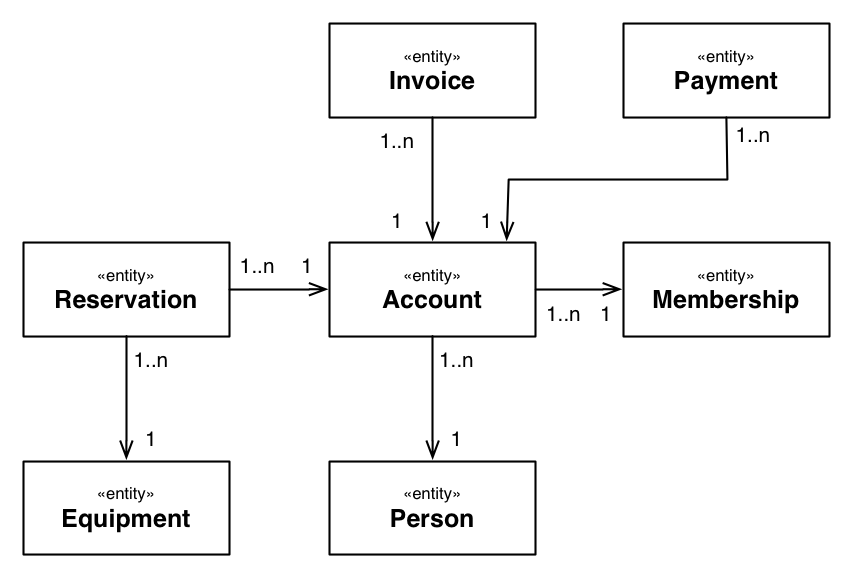 «entity»
Invoice
«entity»
Payment
1..n
1..n
1
1
«entity»
Reservation
1..n
1
«entity»
Account
1..n
1
«entity»
Membership
1..n
1..n
1
1
«entity»
Equipment
«entity»
Person